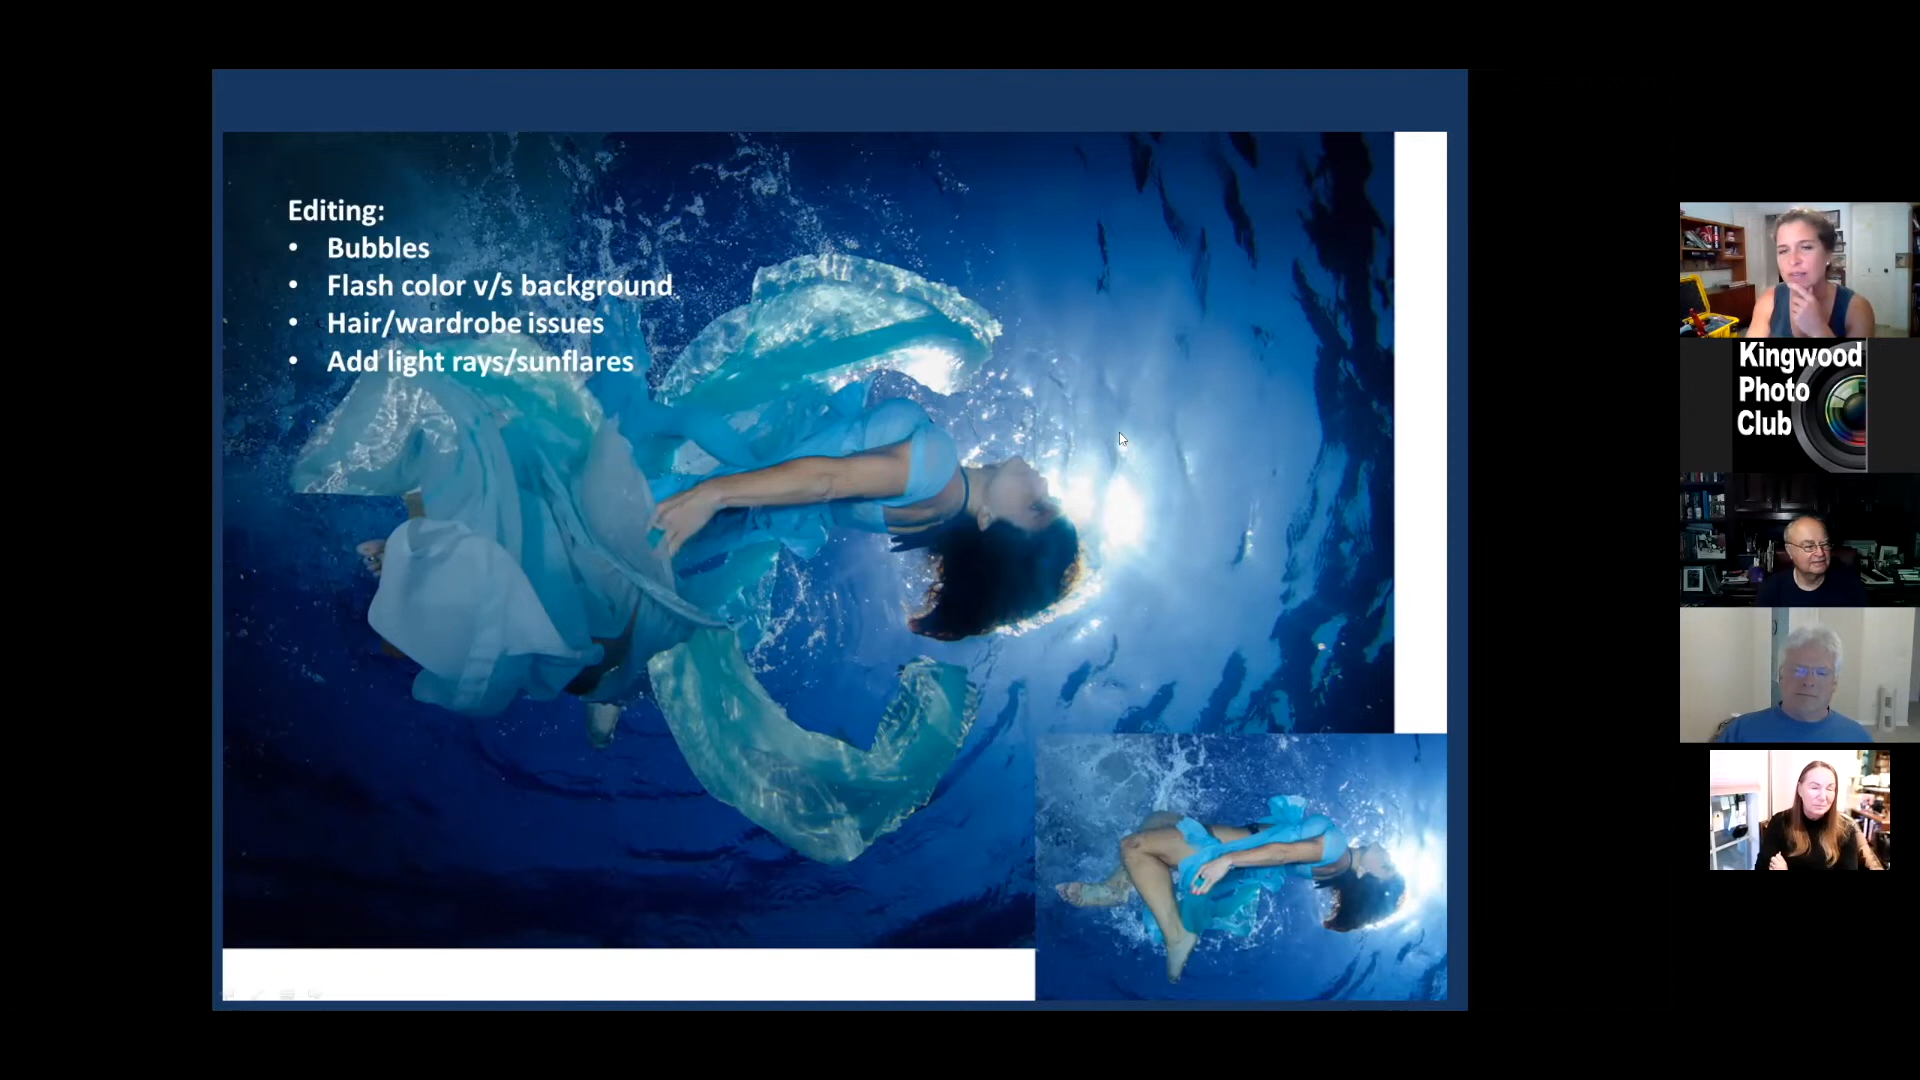 Editing:
• Bubbles
• Flash color v/s background
• Hair/wardrobe issues
• Add light rays/sunflares
Kingwood
Photo
Club